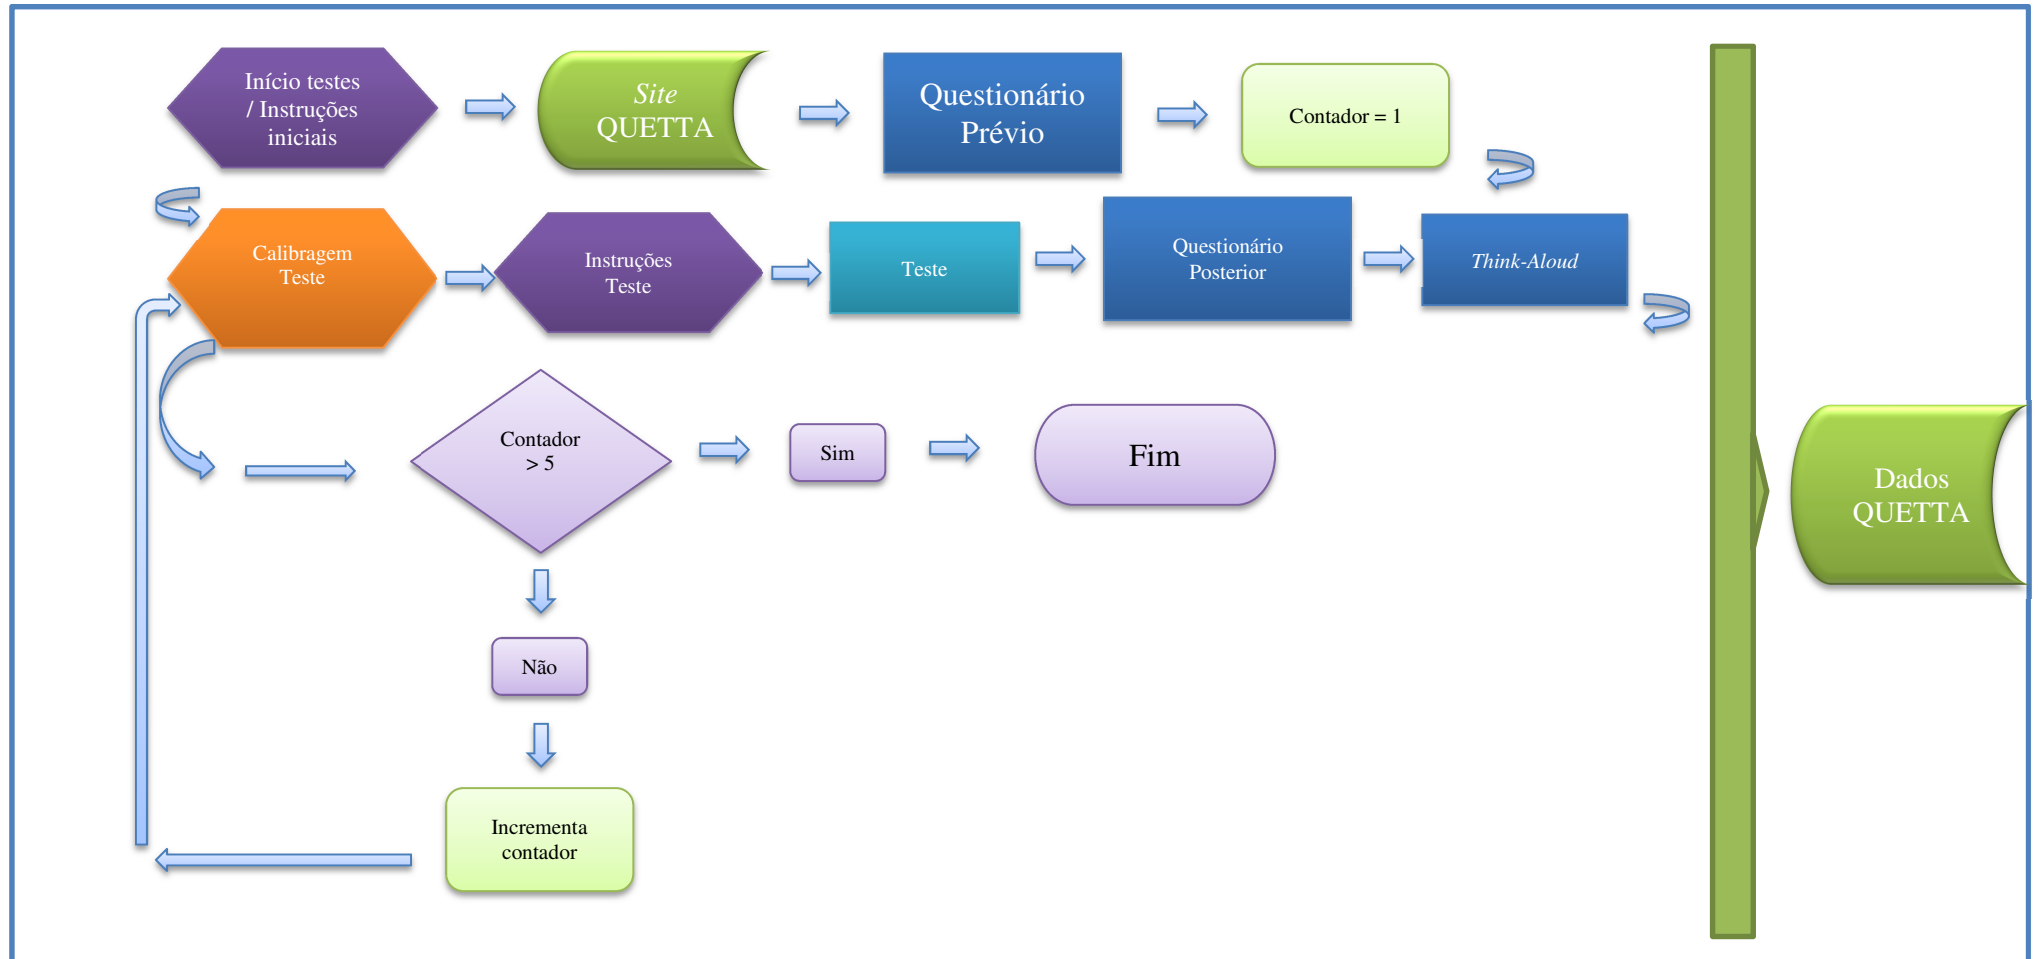 Início testes
/ Instruções
iniciais
Site
QUETTA
Questionário
Prévio
Contador = 1
Calibragem
Teste
Instruções
Teste
Teste
Questionário
Posterior
Think-Aloud
Contador
> 5
Sim
Fim
Dados
QUETTA
Não
Incrementa
contador